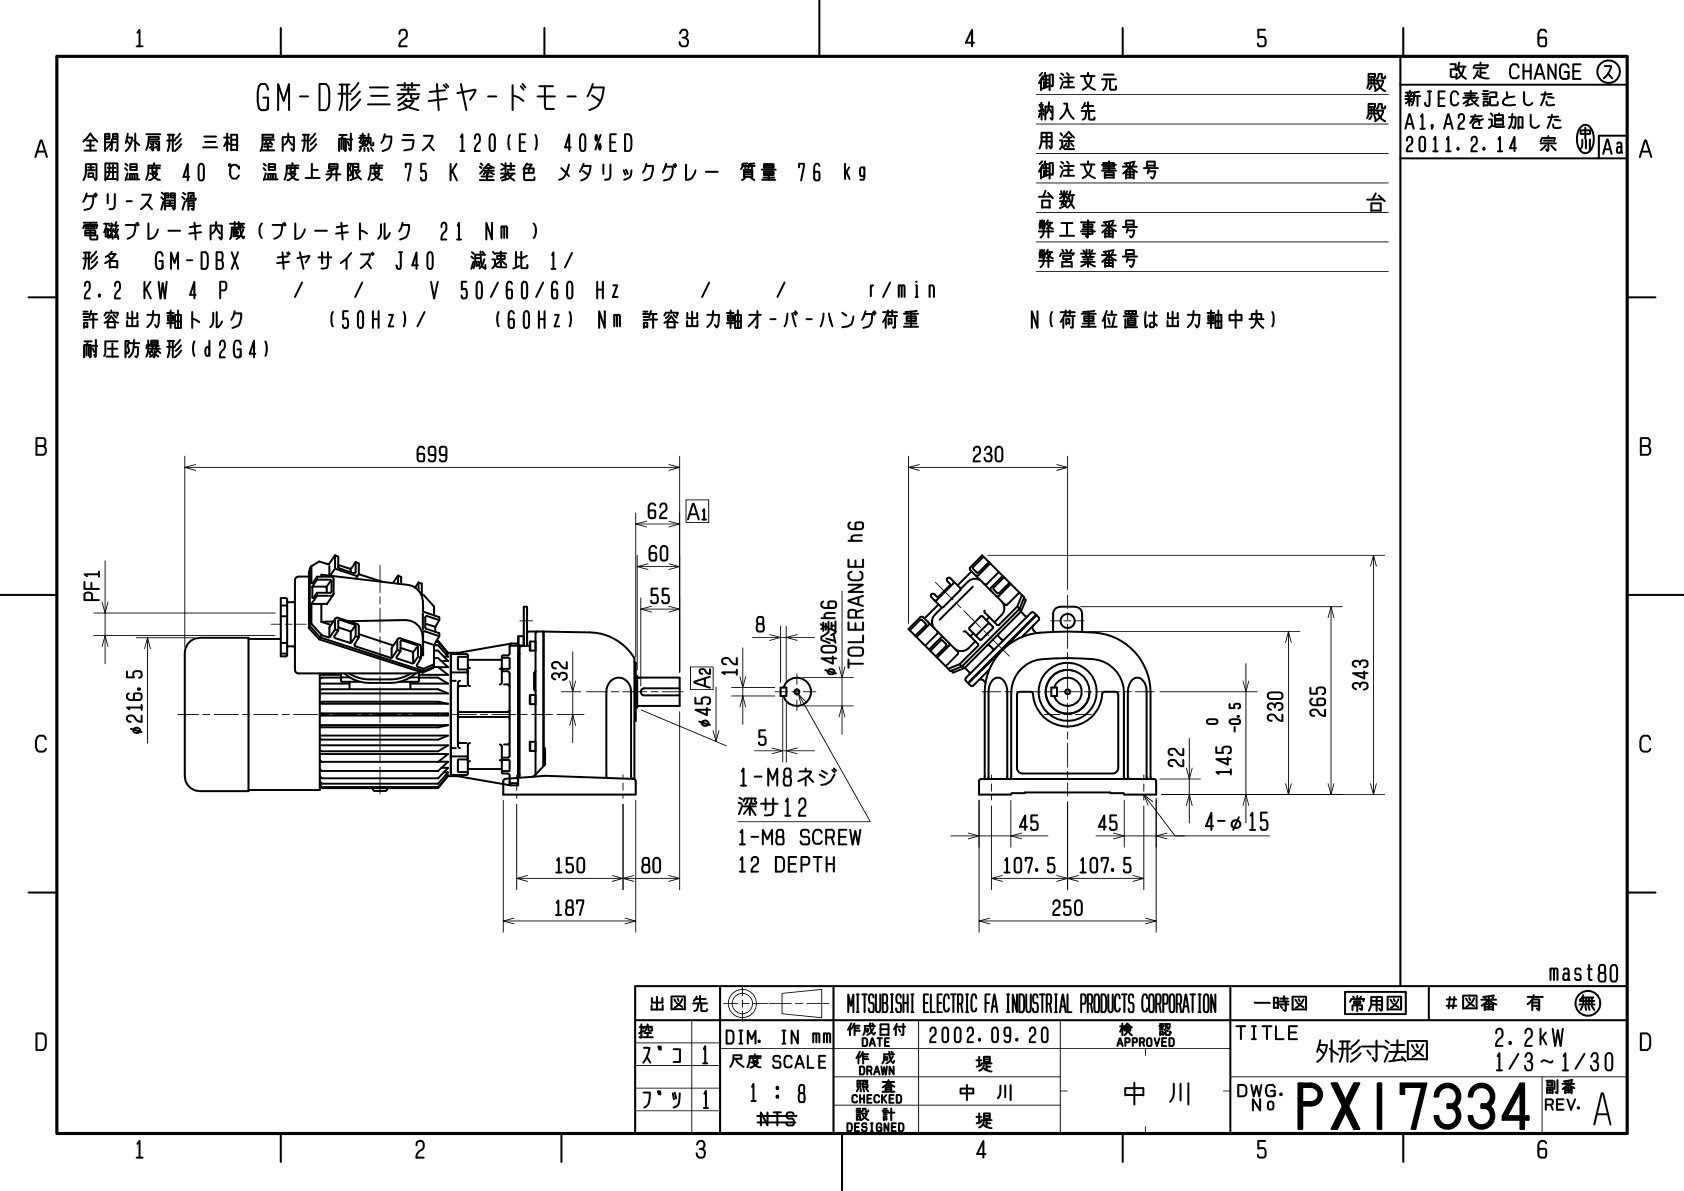 1 2 3 4 5 6
GM-D形三菱ギヤードモータ
全閉外扇形 三相 屋内形 耐熱クラス 120(E) 40%ED
周囲温度 40 ℃ 温度上昇限度 75 K 塗装色 メタリックグレー 質量 76 kg
グリース潤滑
電磁ブレーキ内蔵(ブレーキトルク 21 Nm )
形名 GM-DBX ギヤサイズ J40 減速比 1/
2.2 KW 4 P / / V 50/60/60 Hz / / r/min
許容出力軸トルク (50Hz)/ (60Hz) Nm 許容出力軸オーバーハング荷重 N(荷重位置は出力軸中央)
耐圧防爆形(d2G4)
御注文元 殿
納入先 殿
用途
御注文書番号
台数 台
弊工事番号
弊営業番号
改定 CHANGE ス
新JEC表記とした
A1,A2を追加した
2011.2.14 宗 中川 Aa
A A
B B
C C
D D
699
62 A1
60
55
PF1
φ216.5
32
A2
φ45
150 80
187
8
12
5
φ40公差h6
TOLERANCE h6
1-M8ネジ
深サ12
1-M8 SCREW
12 DEPTH
230
343
265
230
145 0 -0.5
22
45 45
4-φ15
107.5 107.5
250
mast80
出図先
控
ズコ 1
ブツ 1
DIM. IN mm
尺度 SCALE
1 : 8
NTS
MITSUBISHI ELECTRIC FA INDUSTRIAL PRODUCTS CORPORATION
作成日付 DATE 2002.09.20
作成 DRAWN 堤
照査 CHECKED 中川
設計 DESIGNED 堤
検認 APPROVED
中川
一時図 常用図 #図番 有 無
TITLE 外形寸法図 2.2kW
1/3~1/30
DWG. No PX17334 副番 REV. A
1 2 3 4 5 6